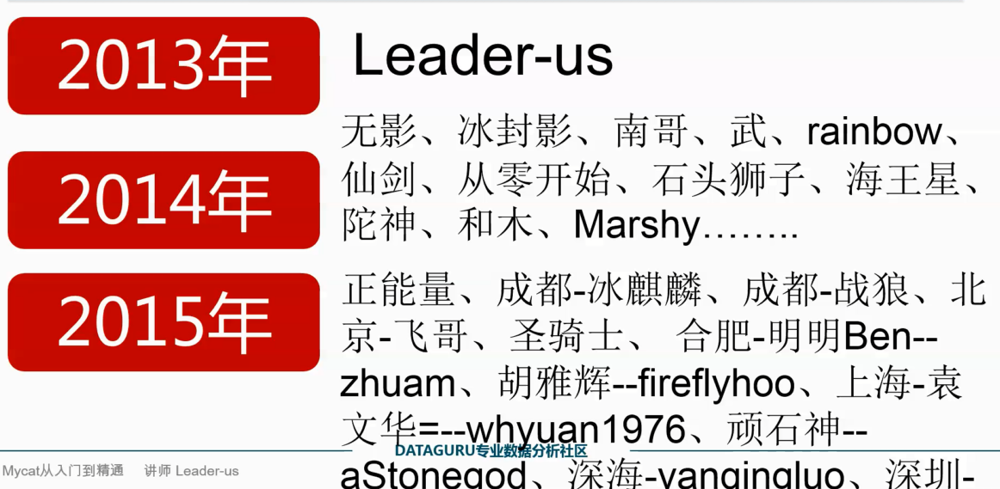 2013年
Leader-us
2014年
无影、冰封影、南哥、武、rainbow、
仙剑、从零开始、石头狮子、海王星、
陀神、和木、Marshy……..
2015年
正能量、成都-冰麒麟、成都-战狼、北
京-飞哥、圣骑士、 合肥-明明Ben--
zhuam、胡雅辉--fireflyhoo、上海-袁
文华=--whyuan1976、顽石神--
aStonegod、深海-yanqingluo、深圳-
DATAGURU专业数据分析社区
Mycat从入门到精通 讲师 Leader-us